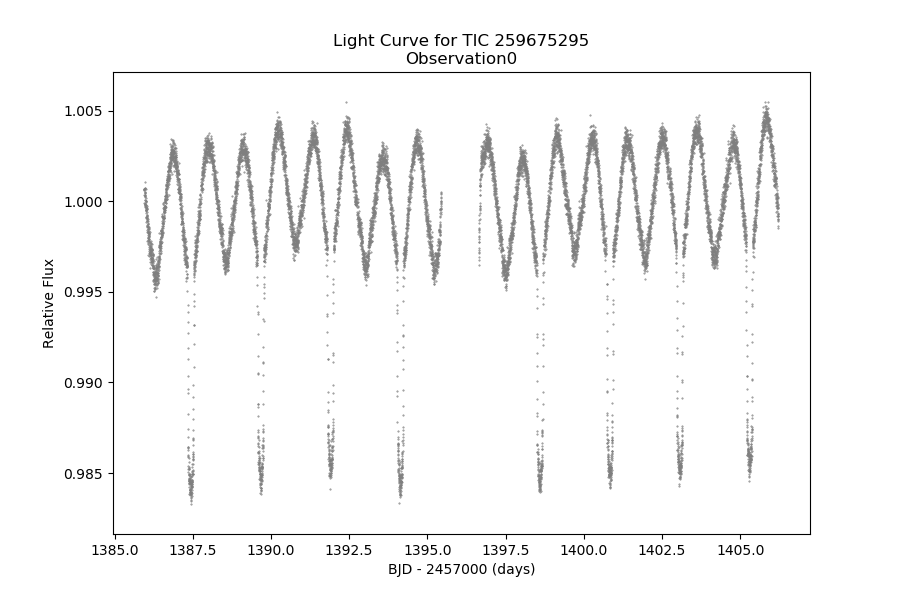 Light Curve for TIC 259675295
Observation0
1.005
1.000
0.995
0.990
0.985
Relative Flux
1385.0 1387.5 1390.0 1392.5 1395.0 1397.5 1400.0 1402.5 1405.0
BJD - 2457000 (days)